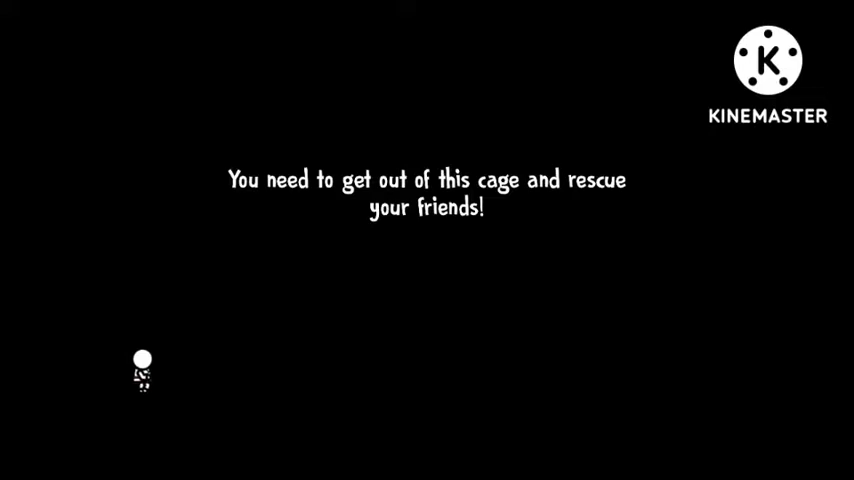 K
KINEMASTER
You need to get out of this cage and rescue
your friends!